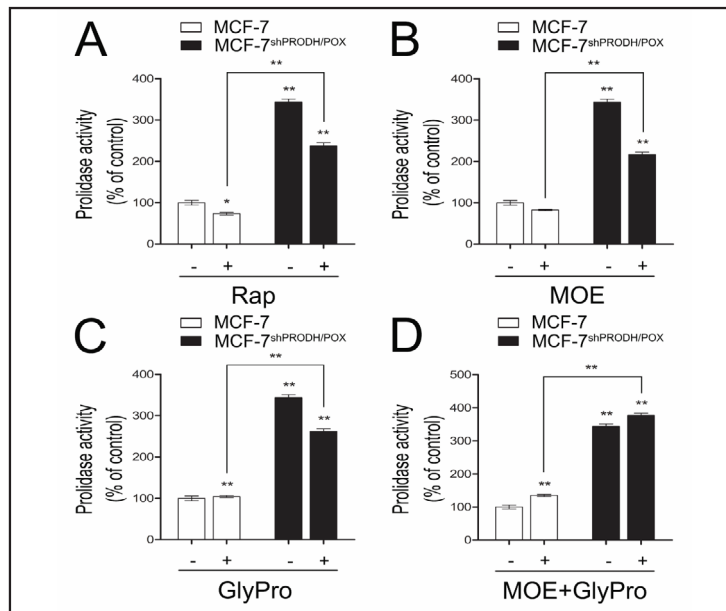 A
MCF-7
MCF-7shPRODH/POX
**
**
**
*
Prolidase activity
(% of control)
400
300
200
100
0
- + - +
Rap
B
MCF-7
MCF-7shPRODH/POX
**
**
**
Prolidase activity
(% of control)
400
300
200
100
0
- + - +
MOE
C
MCF-7
MCF-7shPRODH/POX
**
**
**
**
Prolidase activity
(% of control)
400
300
200
100
0
- + - +
GlyPro
D
MCF-7
MCF-7shPRODH/POX
**
**
**
**
Prolidase activity
(% of control)
500
400
300
200
100
0
- + - +
MOE+GlyPro